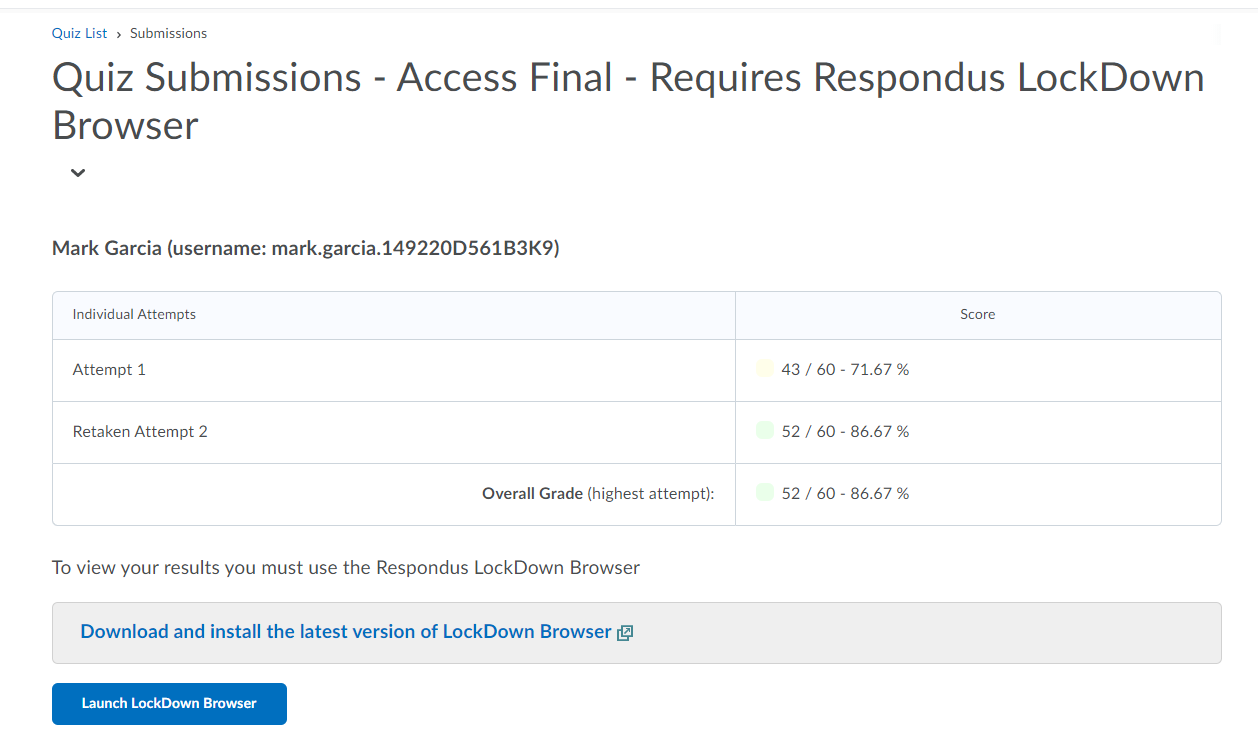 Quiz List › Submissions
Quiz Submissions - Access Final - Requires Respondus LockDown
Browser
Mark Garcia (username: mark.garcia.149220D561B3K9)
Individual Attempts Score
Attempt 1 43 / 60 - 71.67 %
Retaken Attempt 2 52 / 60 - 86.67 %
Overall Grade (highest attempt): 52 / 60 - 86.67 %
To view your results you must use the Respondus LockDown Browser
Download and install the latest version of LockDown Browser
Launch LockDown Browser